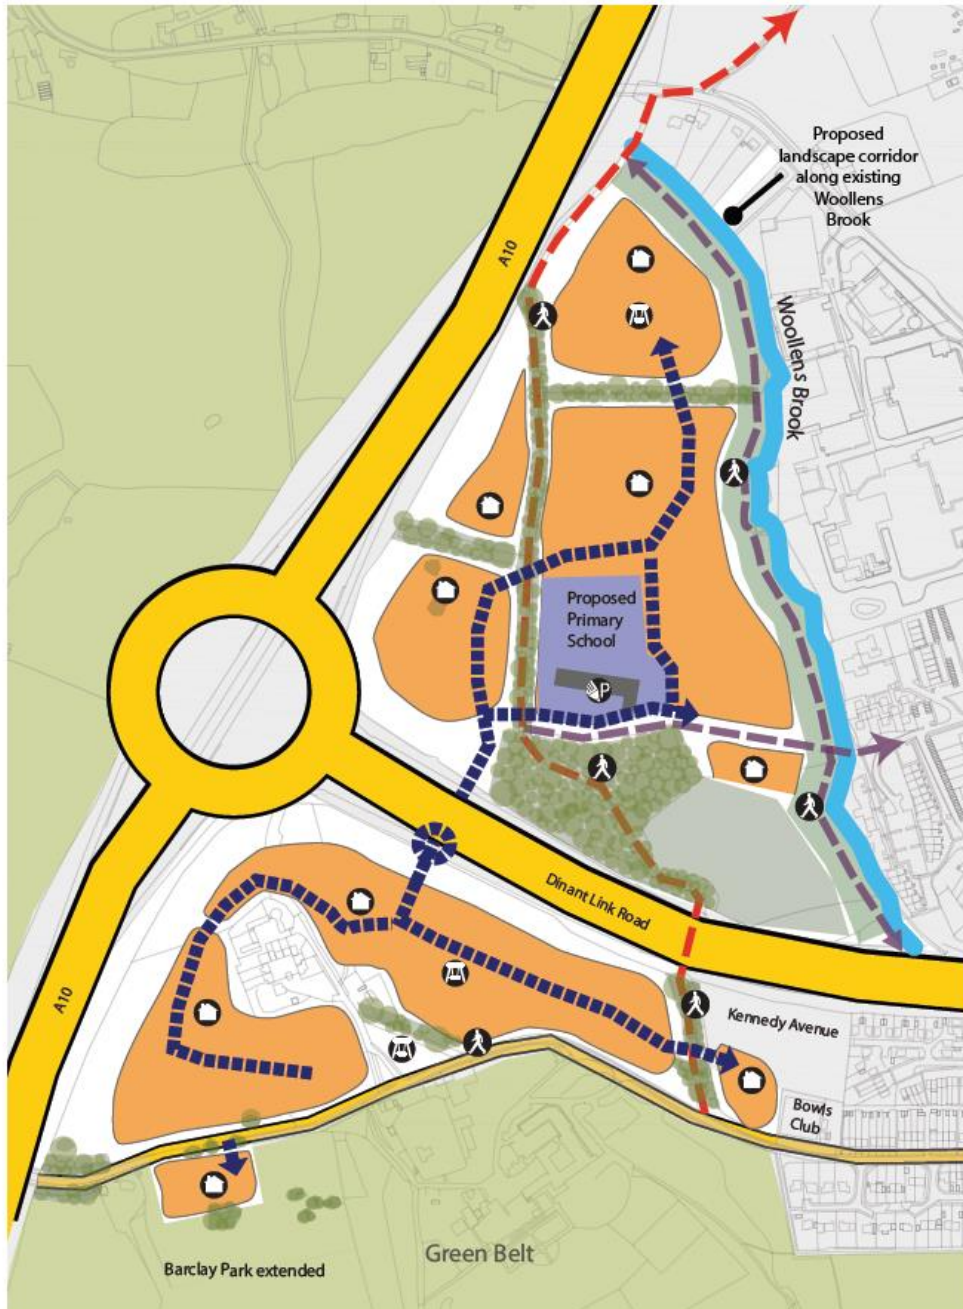 Proposed
landscape corridor
along existing
Woollens
Brook
A10
Woollens Brook
Proposed
Primary
School
P
Dinant Link Road
A10
Kennedy Avenue
Bowls
Club
Green Belt
Barclay Park extended